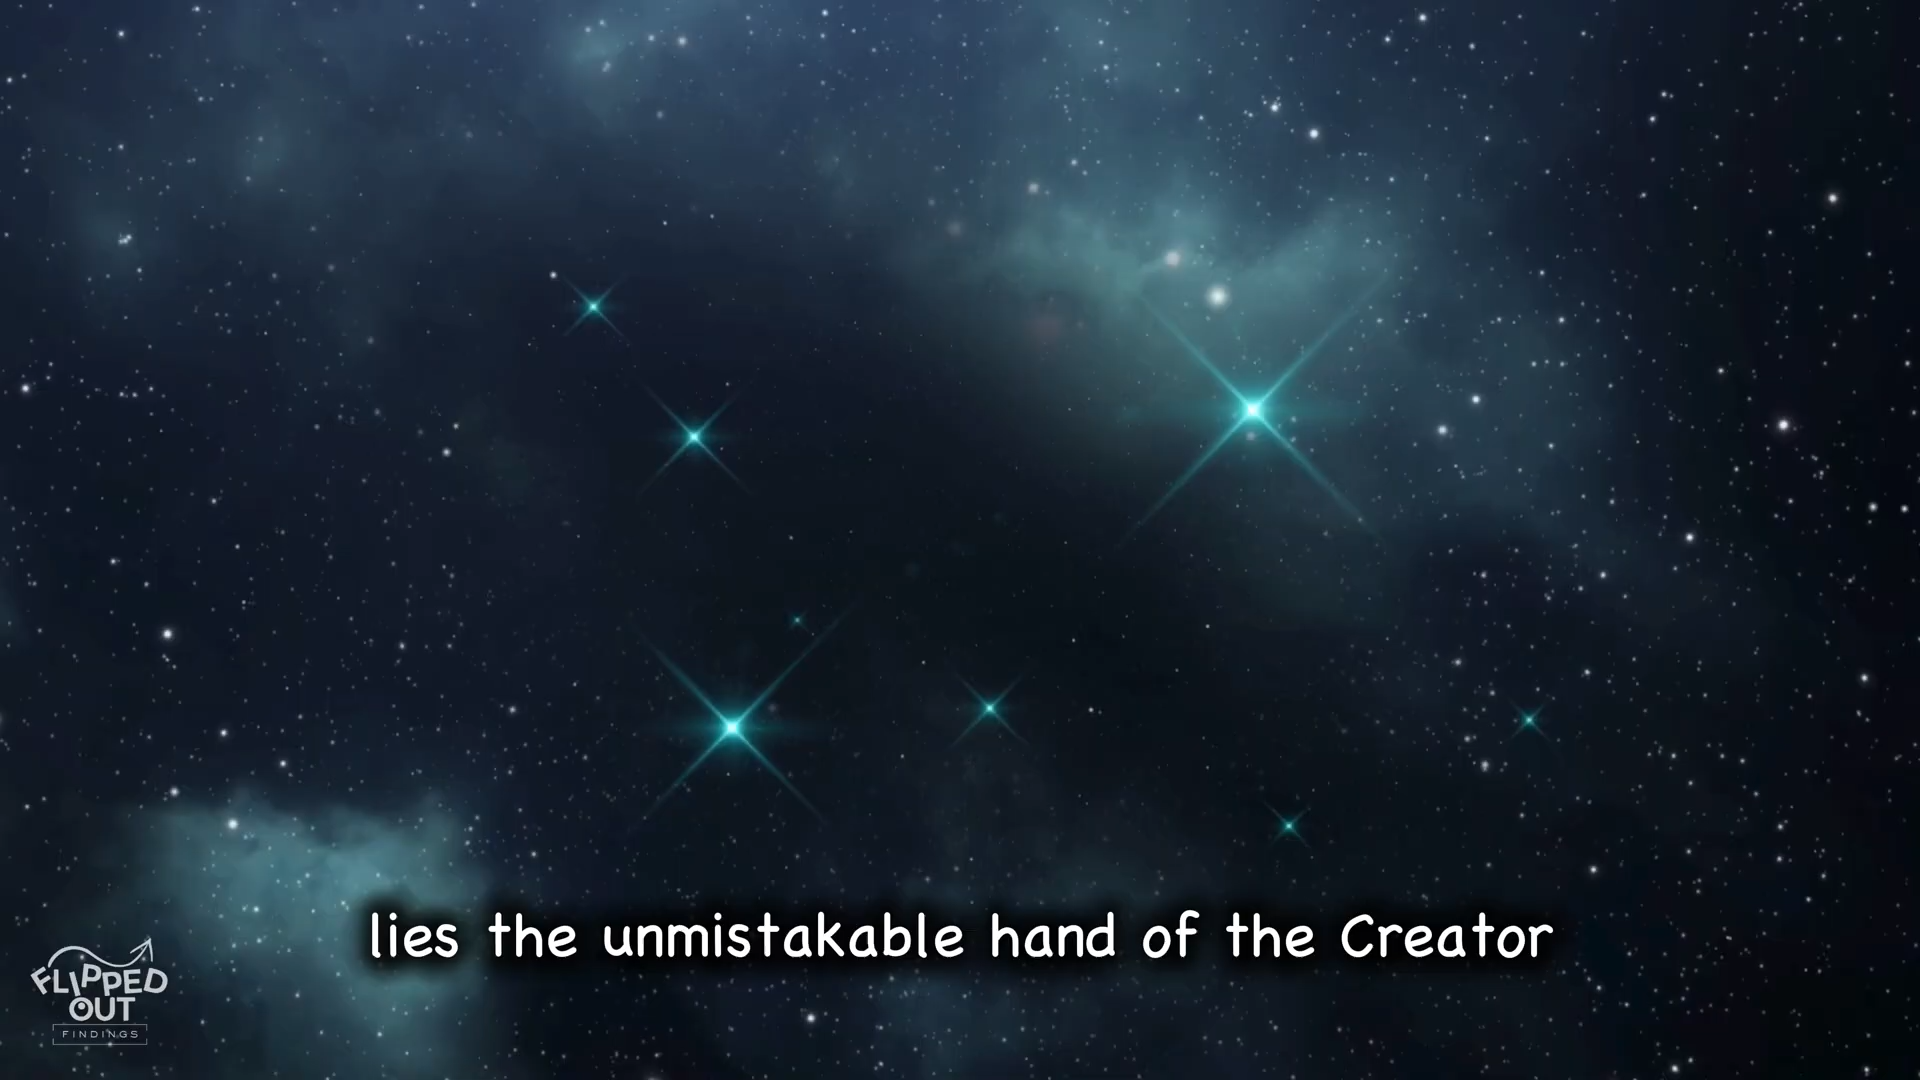 lies the unmistakable hand of the Creator
FLIPPED
OUT
FINDINGS